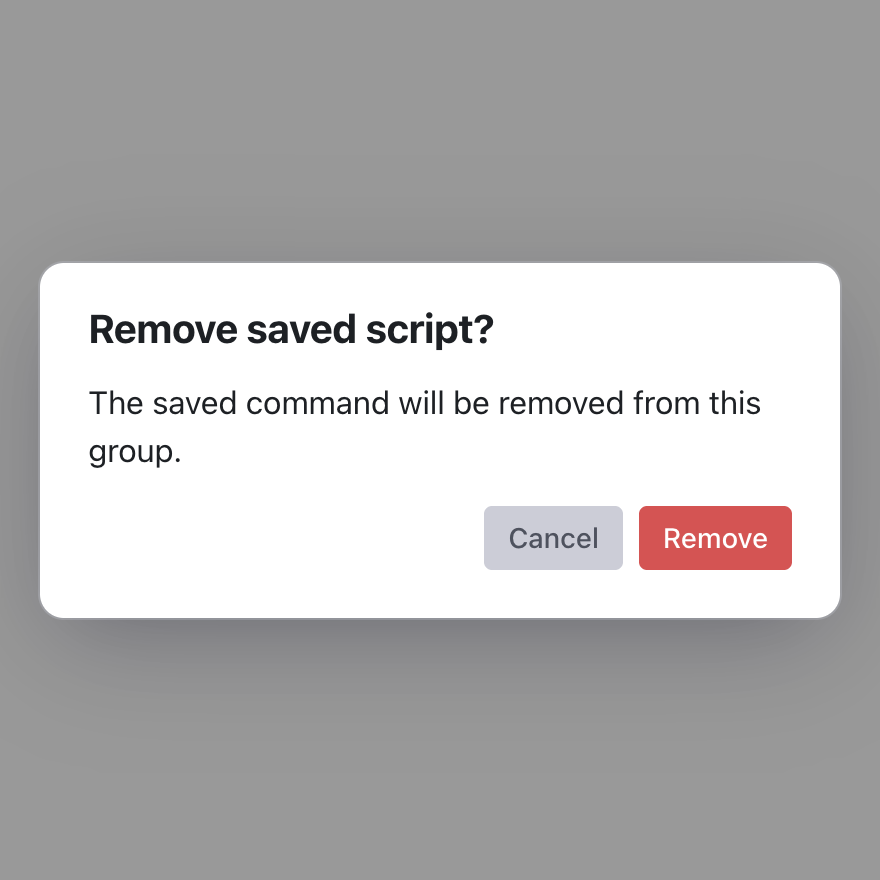 Remove saved script?
The saved command will be removed from this
group.
Cancel
Remove